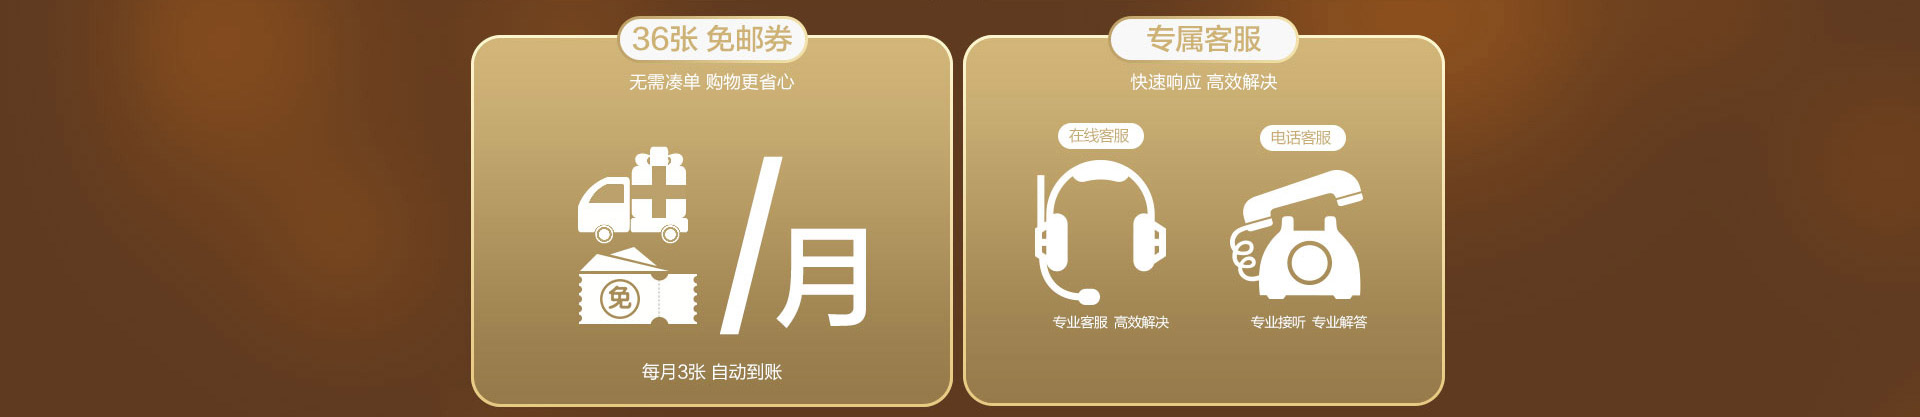 36张 免邮券
无需凑单 购物更省心
免
/月
每月3张 自动到账
专属客服
快速响应 高效解决
在线客服
电话客服
专业客服 高效解决
专业接听 专业解答